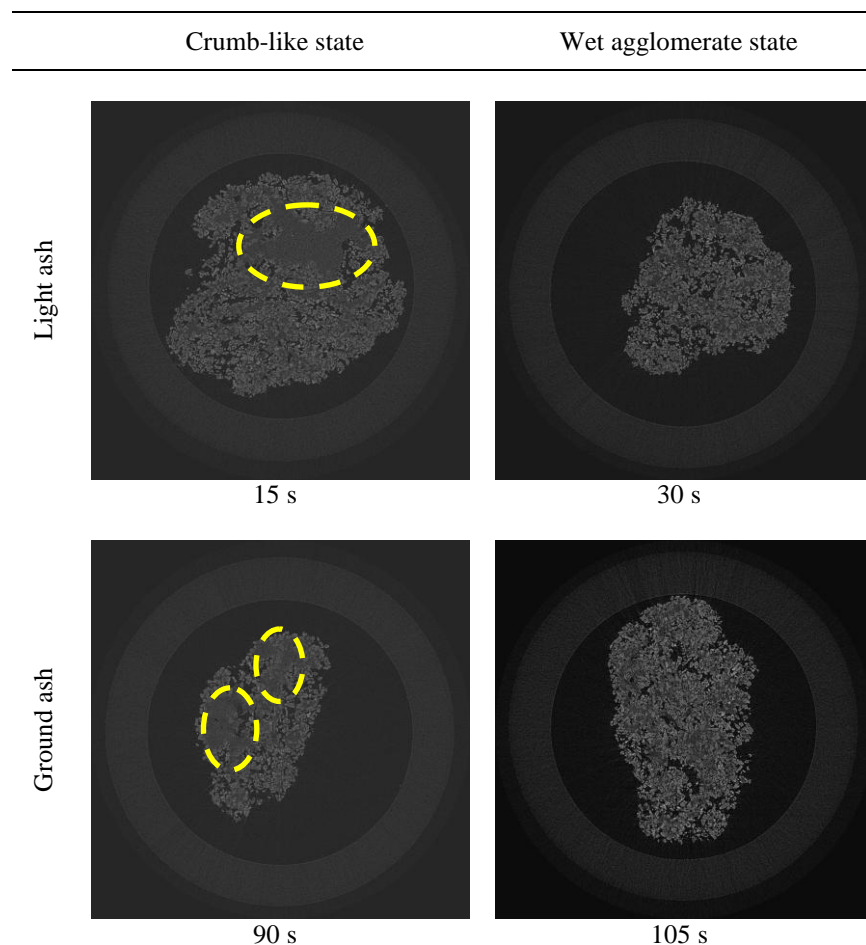 Crumb-like state Wet agglomerate state
Light ash
15 s 30 s
Ground ash
90 s 105 s